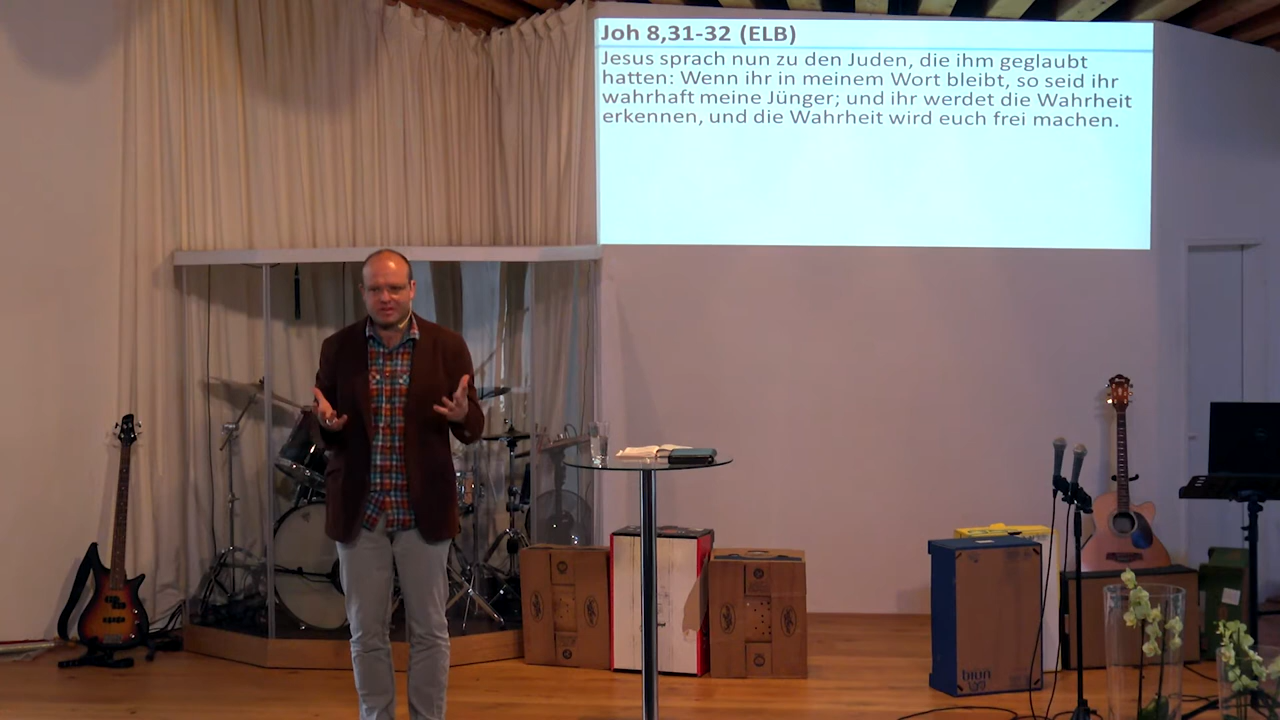 Joh 8,31-32 (ELB)
Jesus sprach nun zu den Juden, die ihm geglaubt
hatten: Wenn ihr in meinem Wort bleibt, so seid ihr
wahrhaft meine Jünger; und ihr werdet die Wahrheit
erkennen, und die Wahrheit wird euch frei machen.